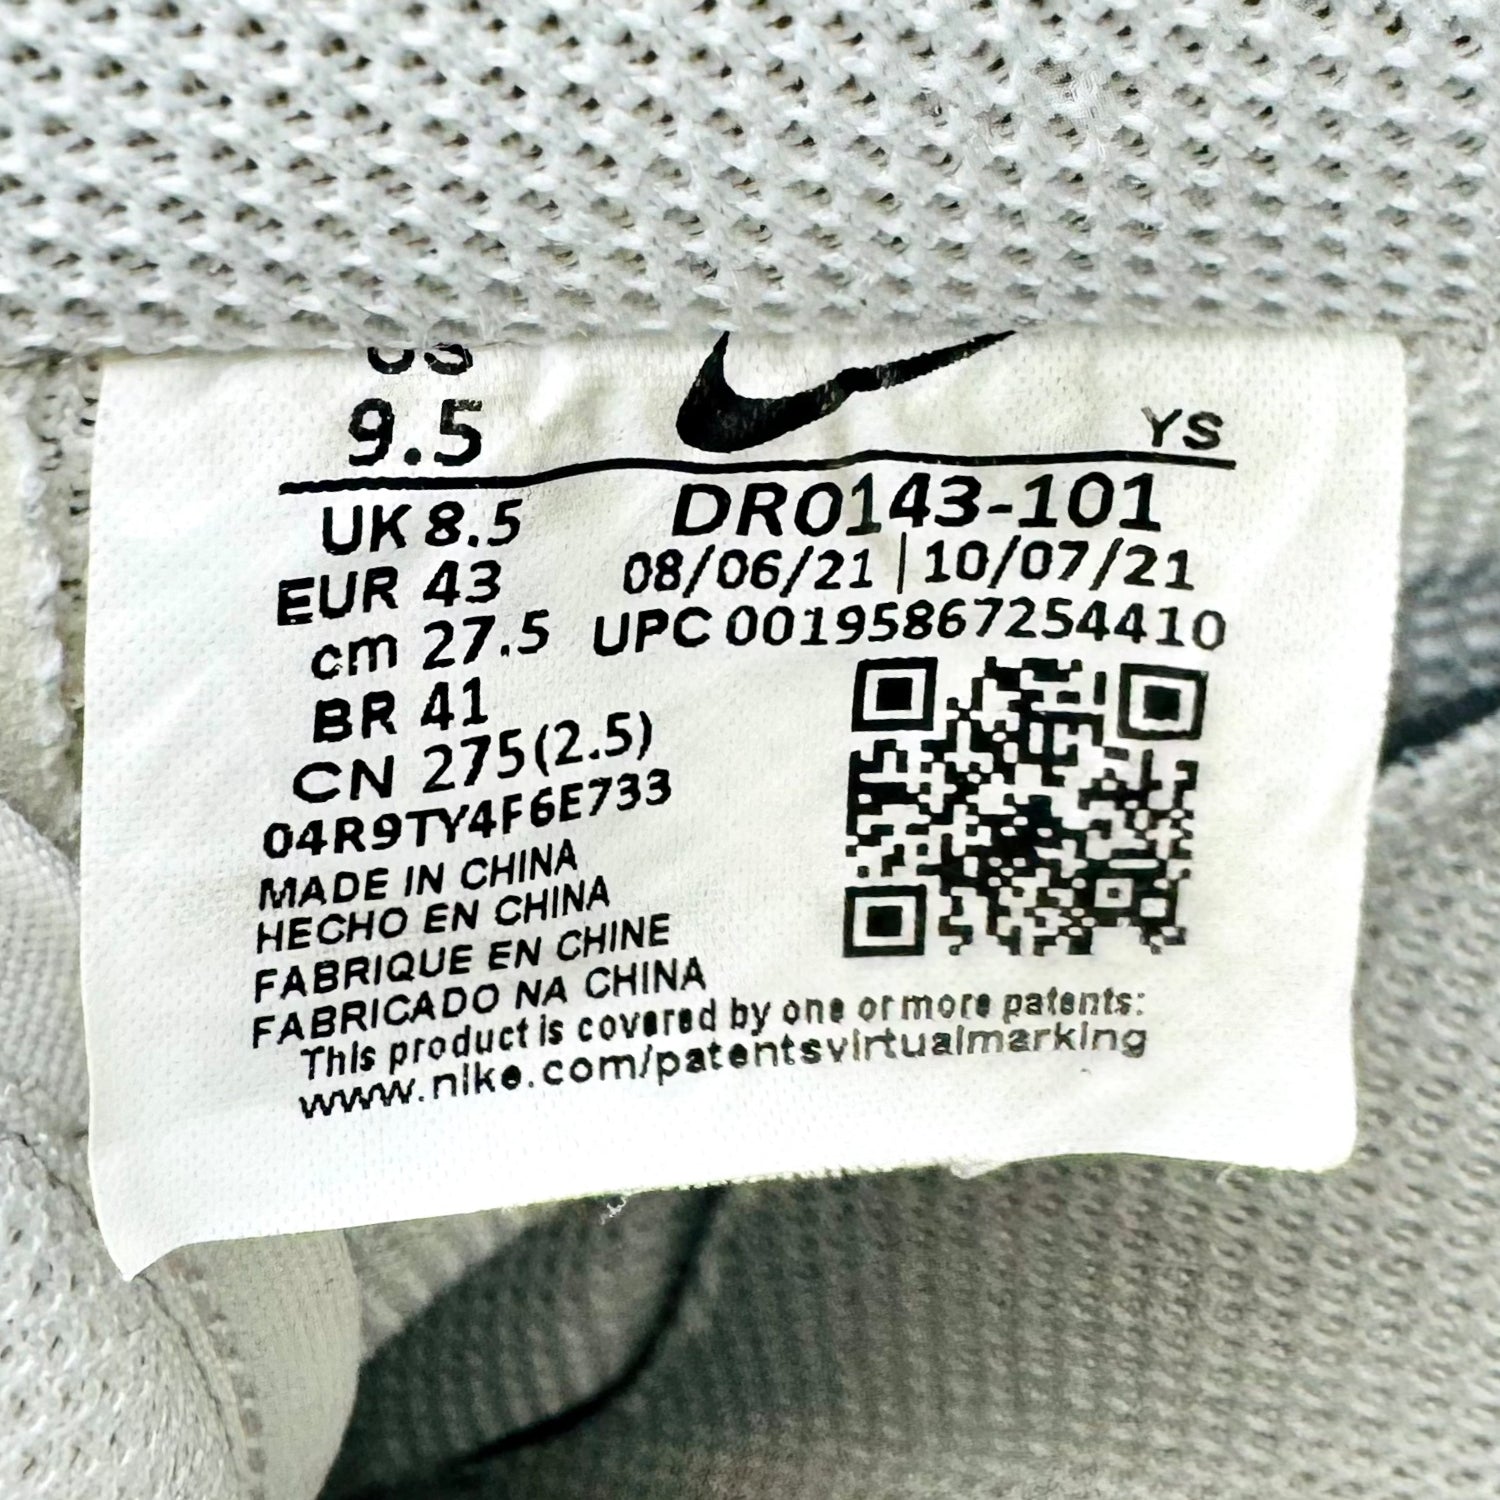 US
9.5
YS
UK 8.5
EUR 43
cm 27.5
BR 41
CN 275(2.5)
DR0143-101
08/06/21 | 10/07/21
UPC 00195867254410
04R9TY4F6E733
MADE IN CHINA
HECHO EN CHINA
FABRIQUE EN CHINE
FABRICADO NA CHINA
This product is covered by one or more patents:
www.nike.com/patentsvirtualmarking